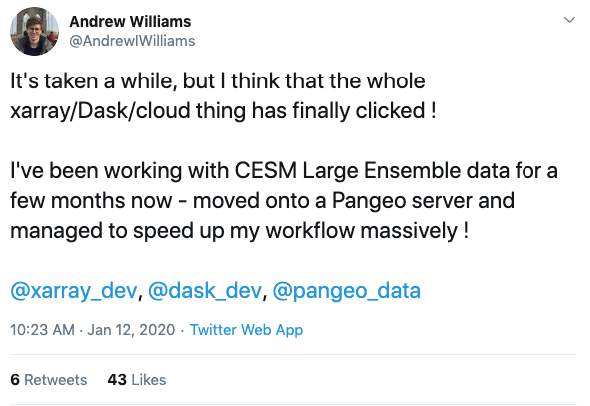 Andrew Williams
@AndrewIWilliams
It's taken a while, but I think that the whole
xarray/Dask/cloud thing has finally clicked !
I've been working with CESM Large Ensemble data for a
few months now - moved onto a Pangeo server and
managed to speed up my workflow massively !
@xarray_dev, @dask_dev, @pangeo_data
10:23 AM · Jan 12, 2020 · Twitter Web App
6 Retweets 43 Likes